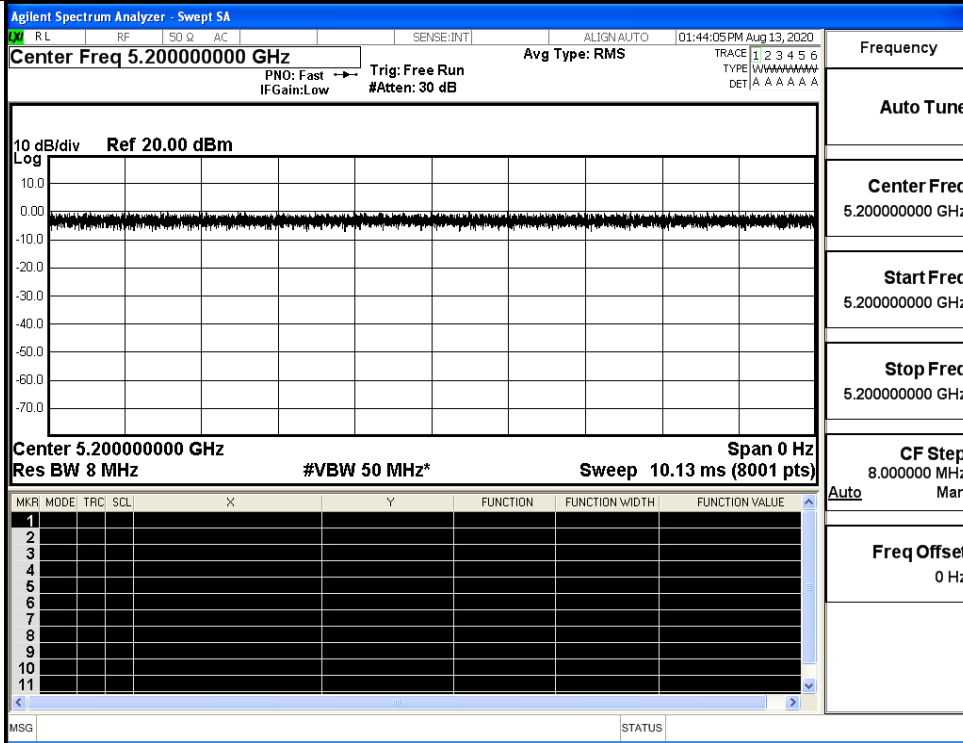 Agilent Spectrum Analyzer - Swept SA
LXI RL RF 50 Ω AC SENSE:INT ALIGN AUTO 01:44:05 PM Aug 13, 2020
Center Freq 5.200000000 GHz
PNO: Fast
IFGain:Low
Trig: Free Run
#Atten: 30 dB
Avg Type: RMS
TRACE 1 2 3 4 5 6
TYPE WWWWWW
DET A A A A A A
10 dB/div
Log
Ref 20.00 dBm
10.0
0.00
-10.0
-20.0
-30.0
-40.0
-50.0
-60.0
-70.0
Center 5.200000000 GHz Span 0 Hz
Res BW 8 MHz #VBW 50 MHz* Sweep 10.13 ms (8001 pts)
MKR MODE TRC SCL X Y FUNCTION FUNCTION WIDTH FUNCTION VALUE
1
2
3
4
5
6
7
8
9
10
11
MSG STATUS
Frequency
Auto Tune
Center Freq
5.200000000 GHz
Start Freq
5.200000000 GHz
Stop Freq
5.200000000 GHz
CF Step
8.000000 MHz
Auto Man
Freq Offset
0 Hz